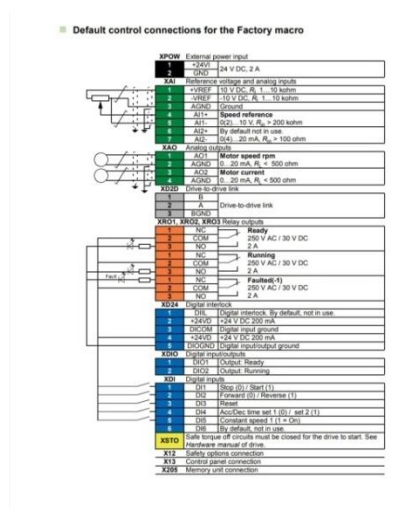 Default control connections for the Factory macro
XPOW External power input
1 +24VI 24 V DC, 2 A
2 GND
XAI Reference voltage and analog inputs
1 +VREF 10 V DC, RL 1...10 kohm
2 -VREF -10 V DC, RL 1...10 kohm
3 AGND Ground
4 AI1+ Speed reference
5 AI1- 0(2)...10 V, Rin > 200 kohm
6 AI2+ By default not in use.
7 AI2- 0(4)...20 mA, Rin > 100 ohm
XAO Analog outputs
1 AO1 Motor speed rpm
2 AGND 0...20 mA, RL < 500 ohm
3 AO2 Motor current
4 AGND 0...20 mA, RL < 500 ohm
XD2D Drive-to-drive link
1 B
2 A Drive-to-drive link
3 BGND
XRO1, XRO2, XRO3 Relay outputs
1 NC Ready
2 COM 250 V AC / 30 V DC
3 NO 2 A
1 NC Running
2 COM 250 V AC / 30 V DC
3 NO 2 A
Fault
1 NC Faulted(-1)
2 COM 250 V AC / 30 V DC
3 NO 2 A
XD24 Digital interlock
1 DIIL Digital interlock. By default, not in use.
2 +24VD +24 V DC 200 mA
3 DICOM Digital input ground
4 +24VD +24 V DC 200 mA
5 DIOGND Digital input/output ground
XDIO Digital input/outputs
1 DIO1 Output: Ready
2 DIO2 Output: Running
XDI Digital inputs
1 DI1 Stop (0) / Start (1)
2 DI2 Forward (0) / Reverse (1)
3 DI3 Reset
4 DI4 Acc/Dec time set 1 (0) / set 2 (1)
5 DI5 Constant speed 1 (1 = On)
6 DI6 By default, not in use.
XSTO Safe torque off circuits must be closed for the drive to start. See
Hardware manual of drive.
X12 Safety options connection
X13 Control panel connection
X205 Memory unit connection